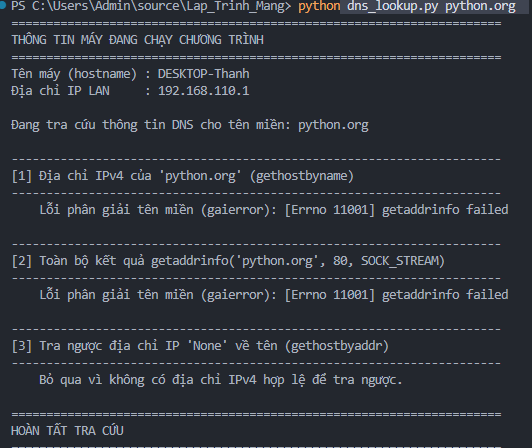 PS C:\Users\Admin\source\Lap_Trinh_Mang> python dns_lookup.py python.org
======================================================================
THÔNG TIN MÁY ĐANG CHẠY CHƯƠNG TRÌNH
======================================================================
Tên máy (hostname) : DESKTOP-Thanh
Địa chỉ IP LAN     : 192.168.110.1

Đang tra cứu thông tin DNS cho tên miền: python.org

----------------------------------------------------------------------
[1] Địa chỉ IPv4 của 'python.org' (gethostbyname)
----------------------------------------------------------------------
    Lỗi phân giải tên miền (gaierror): [Errno 11001] getaddrinfo failed

----------------------------------------------------------------------
[2] Toàn bộ kết quả getaddrinfo('python.org', 80, SOCK_STREAM)
----------------------------------------------------------------------
    Lỗi phân giải tên miền (gaierror): [Errno 11001] getaddrinfo failed

----------------------------------------------------------------------
[3] Tra ngược địa chỉ IP 'None' về tên (gethostbyaddr)
----------------------------------------------------------------------
    Bỏ qua vì không có địa chỉ IPv4 hợp lệ để tra ngược.

======================================================================
HOÀN TẤT TRA CỨU
======================================================================